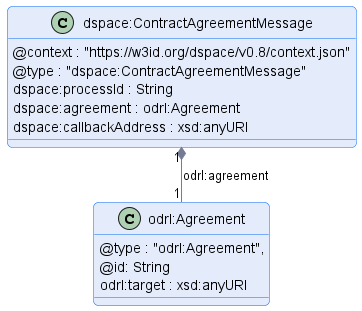 C dspace:ContractAgreementMessage
@context : "https://w3id.org/dspace/v0.8/context.json"
@type : "dspace:ContractAgreementMessage"
dspace:processId : String
dspace:agreement : odrl:Agreement
dspace:callbackAddress : xsd:anyURI
1
odrl:agreement
1
C odrl:Agreement
@type : "odrl:Agreement",
@id: String
odrl:target : xsd:anyURI